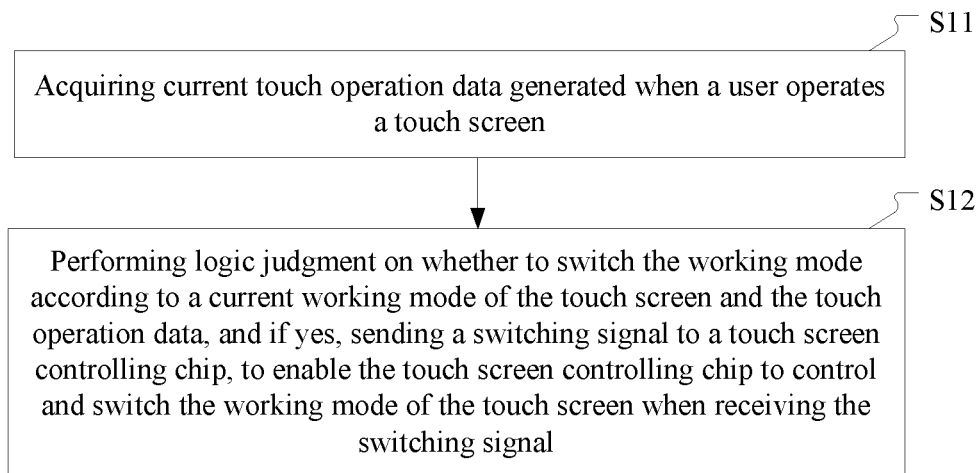 S11
Acquiring current touch operation data generated when a user operates
a touch screen
S12
Performing logic judgment on whether to switch the working mode
according to a current working mode of the touch screen and the touch
operation data, and if yes, sending a switching signal to a touch screen
controlling chip, to enable the touch screen controlling chip to control
and switch the working mode of the touch screen when receiving the
switching signal